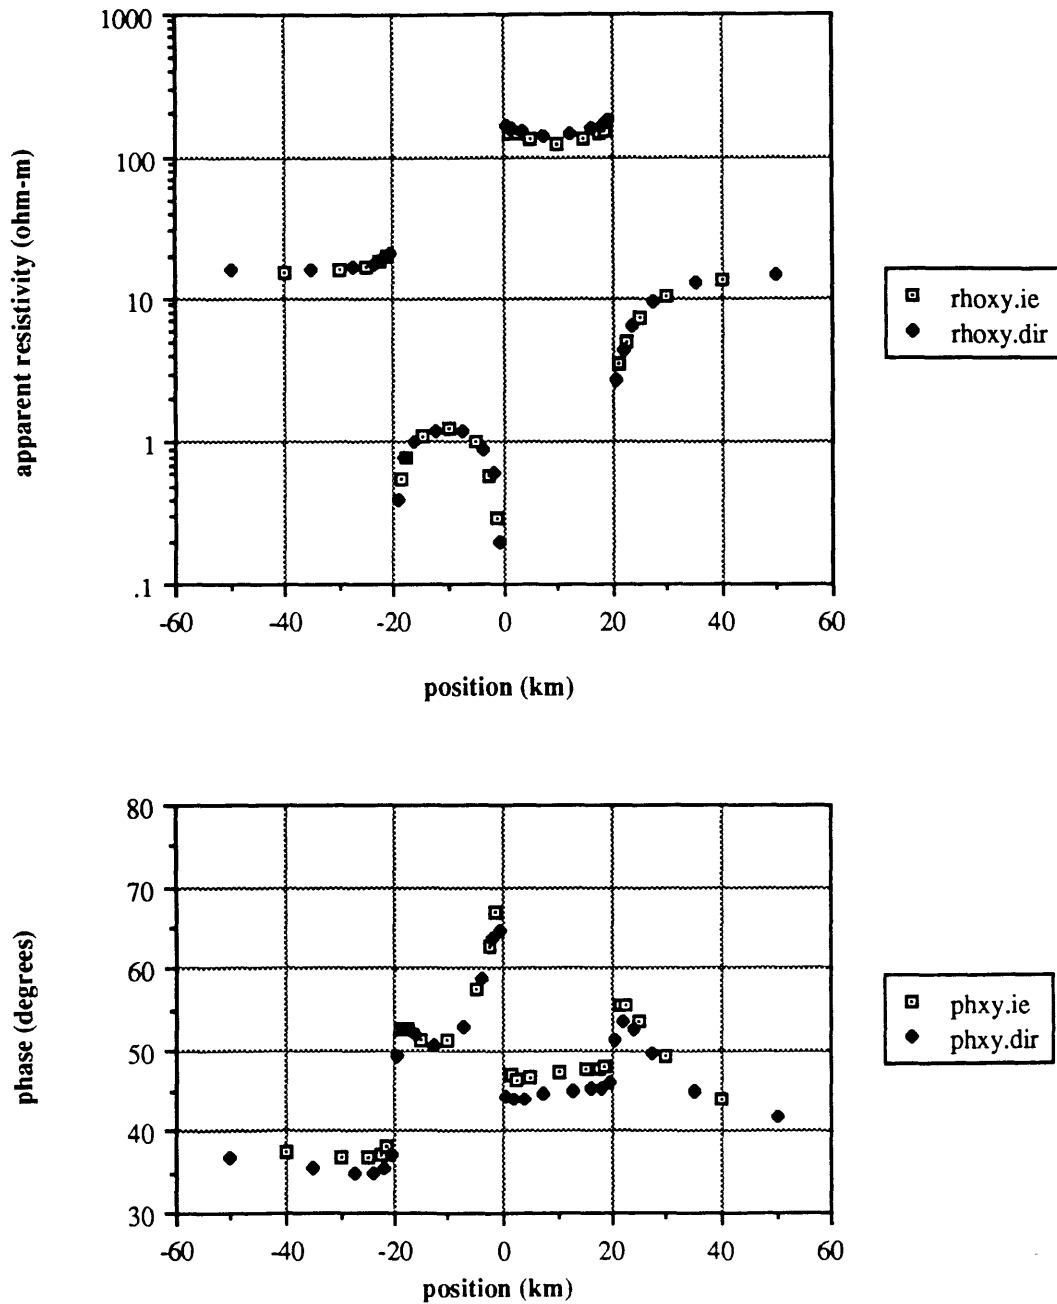 1000
100
10
1
.1
apparent resistivity (ohm-m)
-60 -40 -20 0 20 40 60
position (km)
rhoxy.ie
rhoxy.dir
80
70
60
50
40
30
phase (degrees)
-60 -40 -20 0 20 40 60
position (km)
phxy.ie
phxy.dir